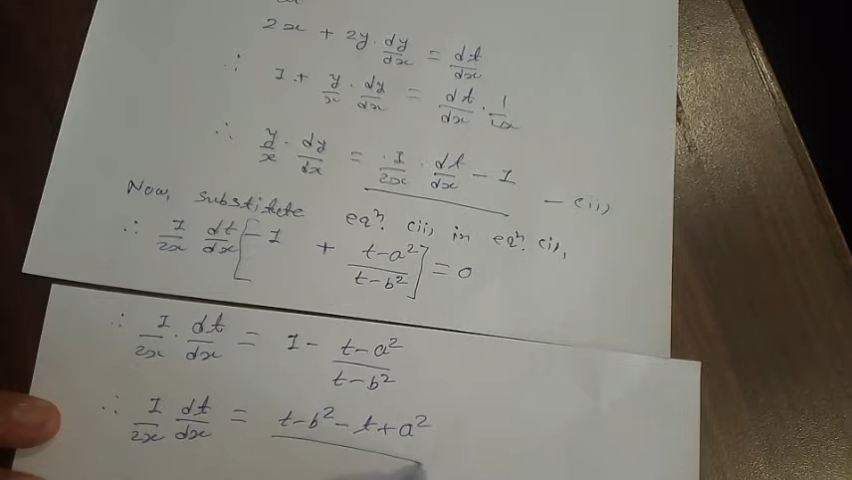 2x + 2y · dy/dx = dt/dx
∴ 1 + y/x · dy/dx = dt/dx · 1/2x
∴ y/x · dy/dx = 1/2x · dt/dx - 1 - (ii)
Now, substitute eqⁿ. (ii) in eqⁿ. (i),
∴ 1/2x dt/dx [- 1 + t-a²/t-b²] = 0
∴ 1/2x · dt/dx = 1 - t-a²/t-b²
∴ 1/2x dt/dx = t-b²-t+a²